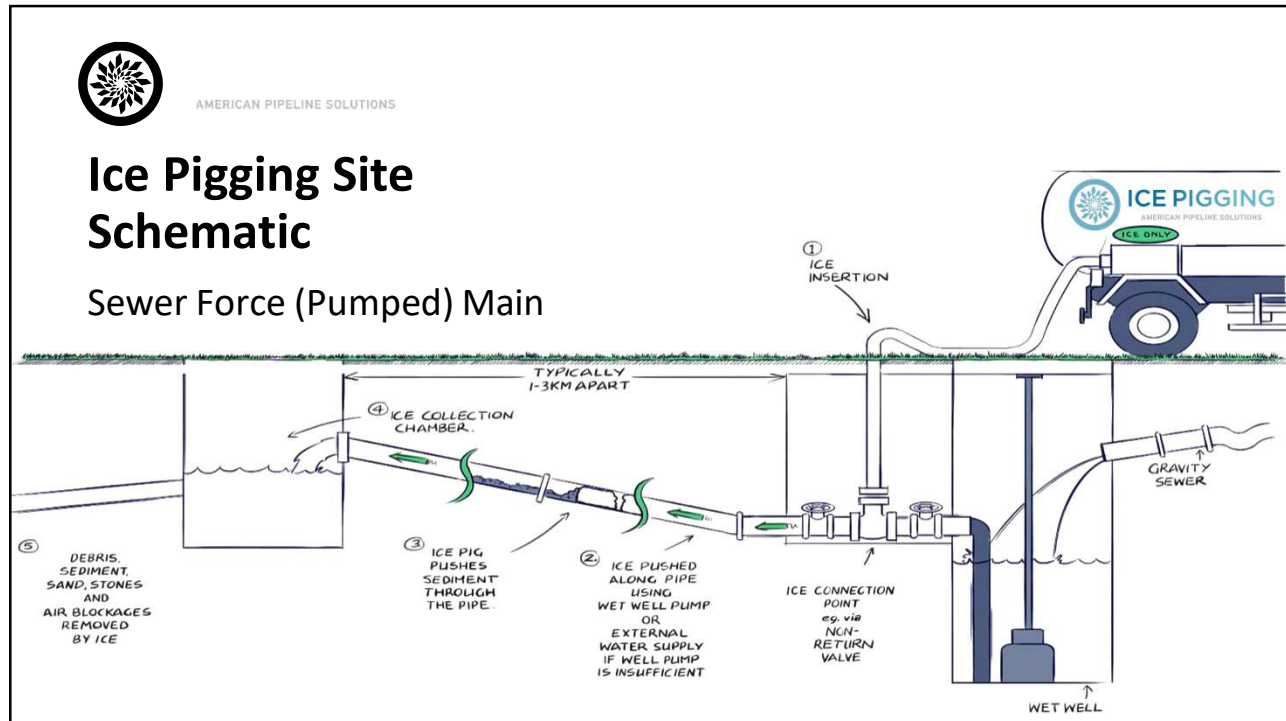 AMERICAN PIPELINE SOLUTIONS
Ice Pigging Site
Schematic
Sewer Force (Pumped) Main
ICE PIGGING
AMERICAN PIPELINE SOLUTIONS
ICE ONLY
①
ICE
INSERTION
TYPICALLY
1-3KM APART
④ ICE COLLECTION
CHAMBER.
GRAVITY
SEWER
⑤
DEBRIS,
SEDIMENT,
SAND, STONES
AND
AIR BLOCKAGES
REMOVED
BY ICE
③ ICE PIG
PUSHES
SEDIMENT
THROUGH
THE PIPE.
②. ICE PUSHED
ALONG PIPE
USING
WET WELL PUMP
OR
EXTERNAL
WATER SUPPLY
IF WELL PUMP
IS INSUFFICIENT
ICE CONNECTION
POINT
eg. via
NON-
RETURN
VALVE
WET WELL